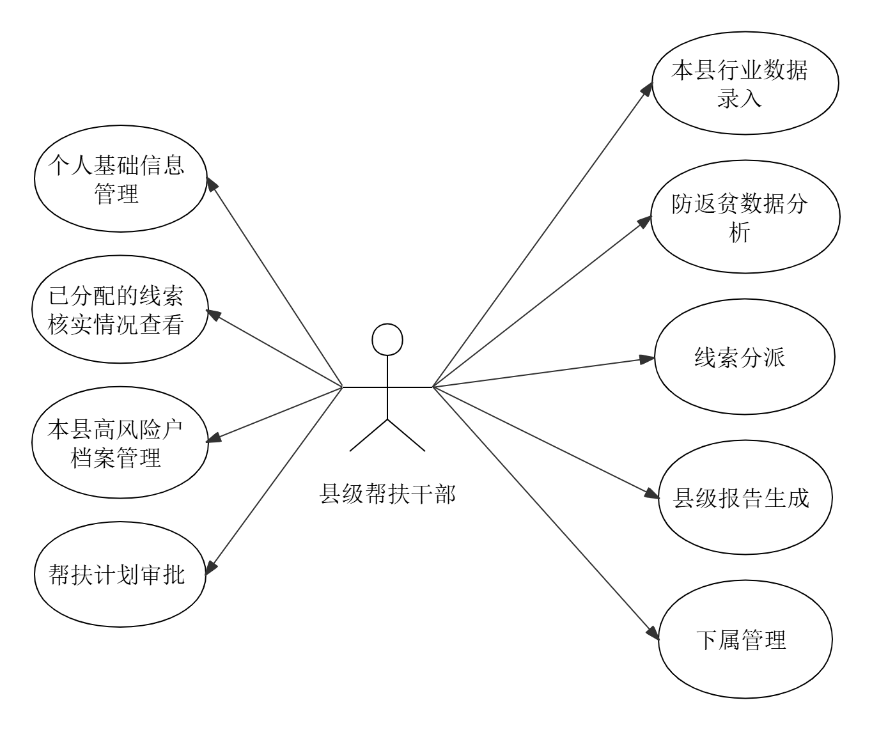 个人基础信息
管理
已分配的线索
核实情况查看
本县高风险户
档案管理
帮扶计划审批
县级帮扶干部
本县行业数据
录入
防返贫数据分
析
线索分派
县级报告生成
下属管理